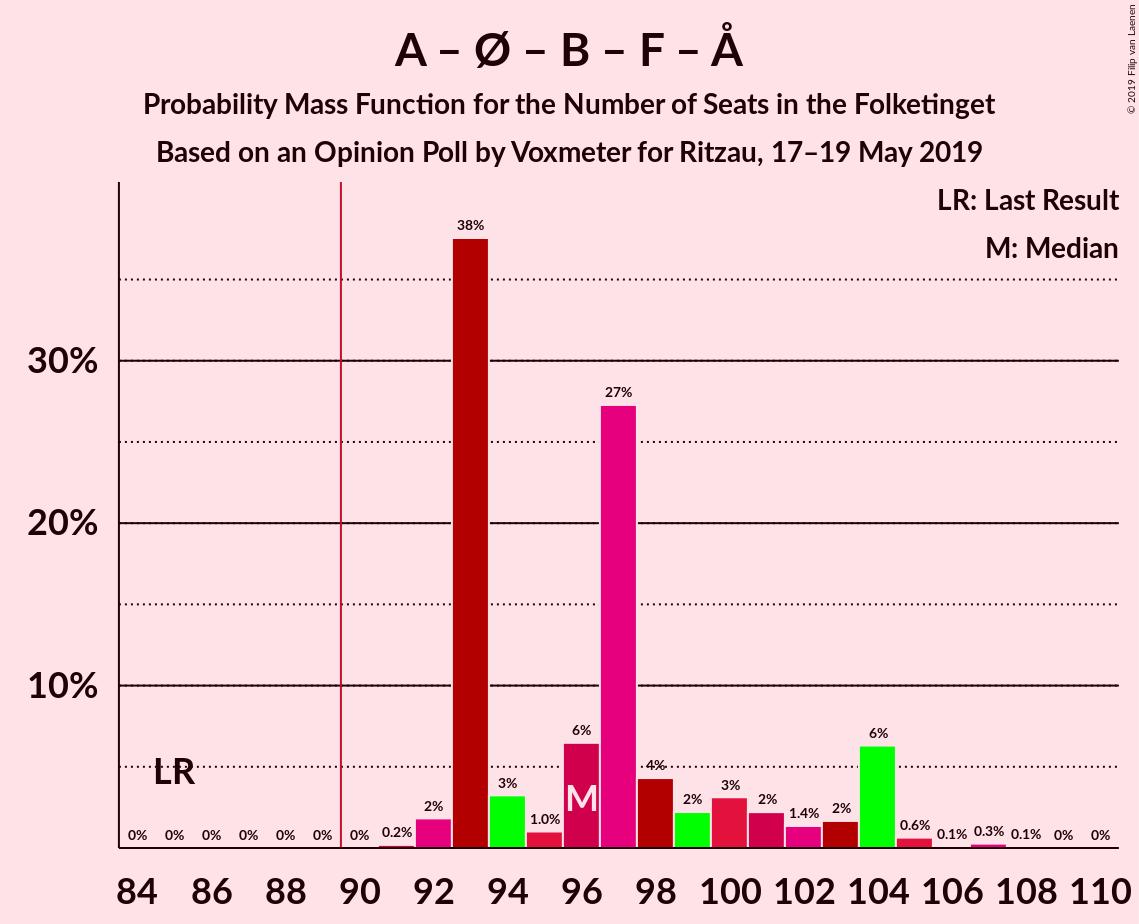 A – Ø – B – F – Å
Probability Mass Function for the Number of Seats in the Folketinget
Based on an Opinion Poll by Voxmeter for Ritzau, 17–19 May 2019
© 2019 Filip van Laenen
LR: Last Result
M: Median
38%
30%
27%
20%
10%
6%
6%
LR
4%
3%
3%
M
2%
2%
2%
1.4%
2%
1.0%
0.6%
0% 0% 0% 0% 0% 0% 0% 0.2% 0.1% 0.3% 0.1% 0% 0%
84 86 88 90 92 94 96 98 100 102 104 106 108 110